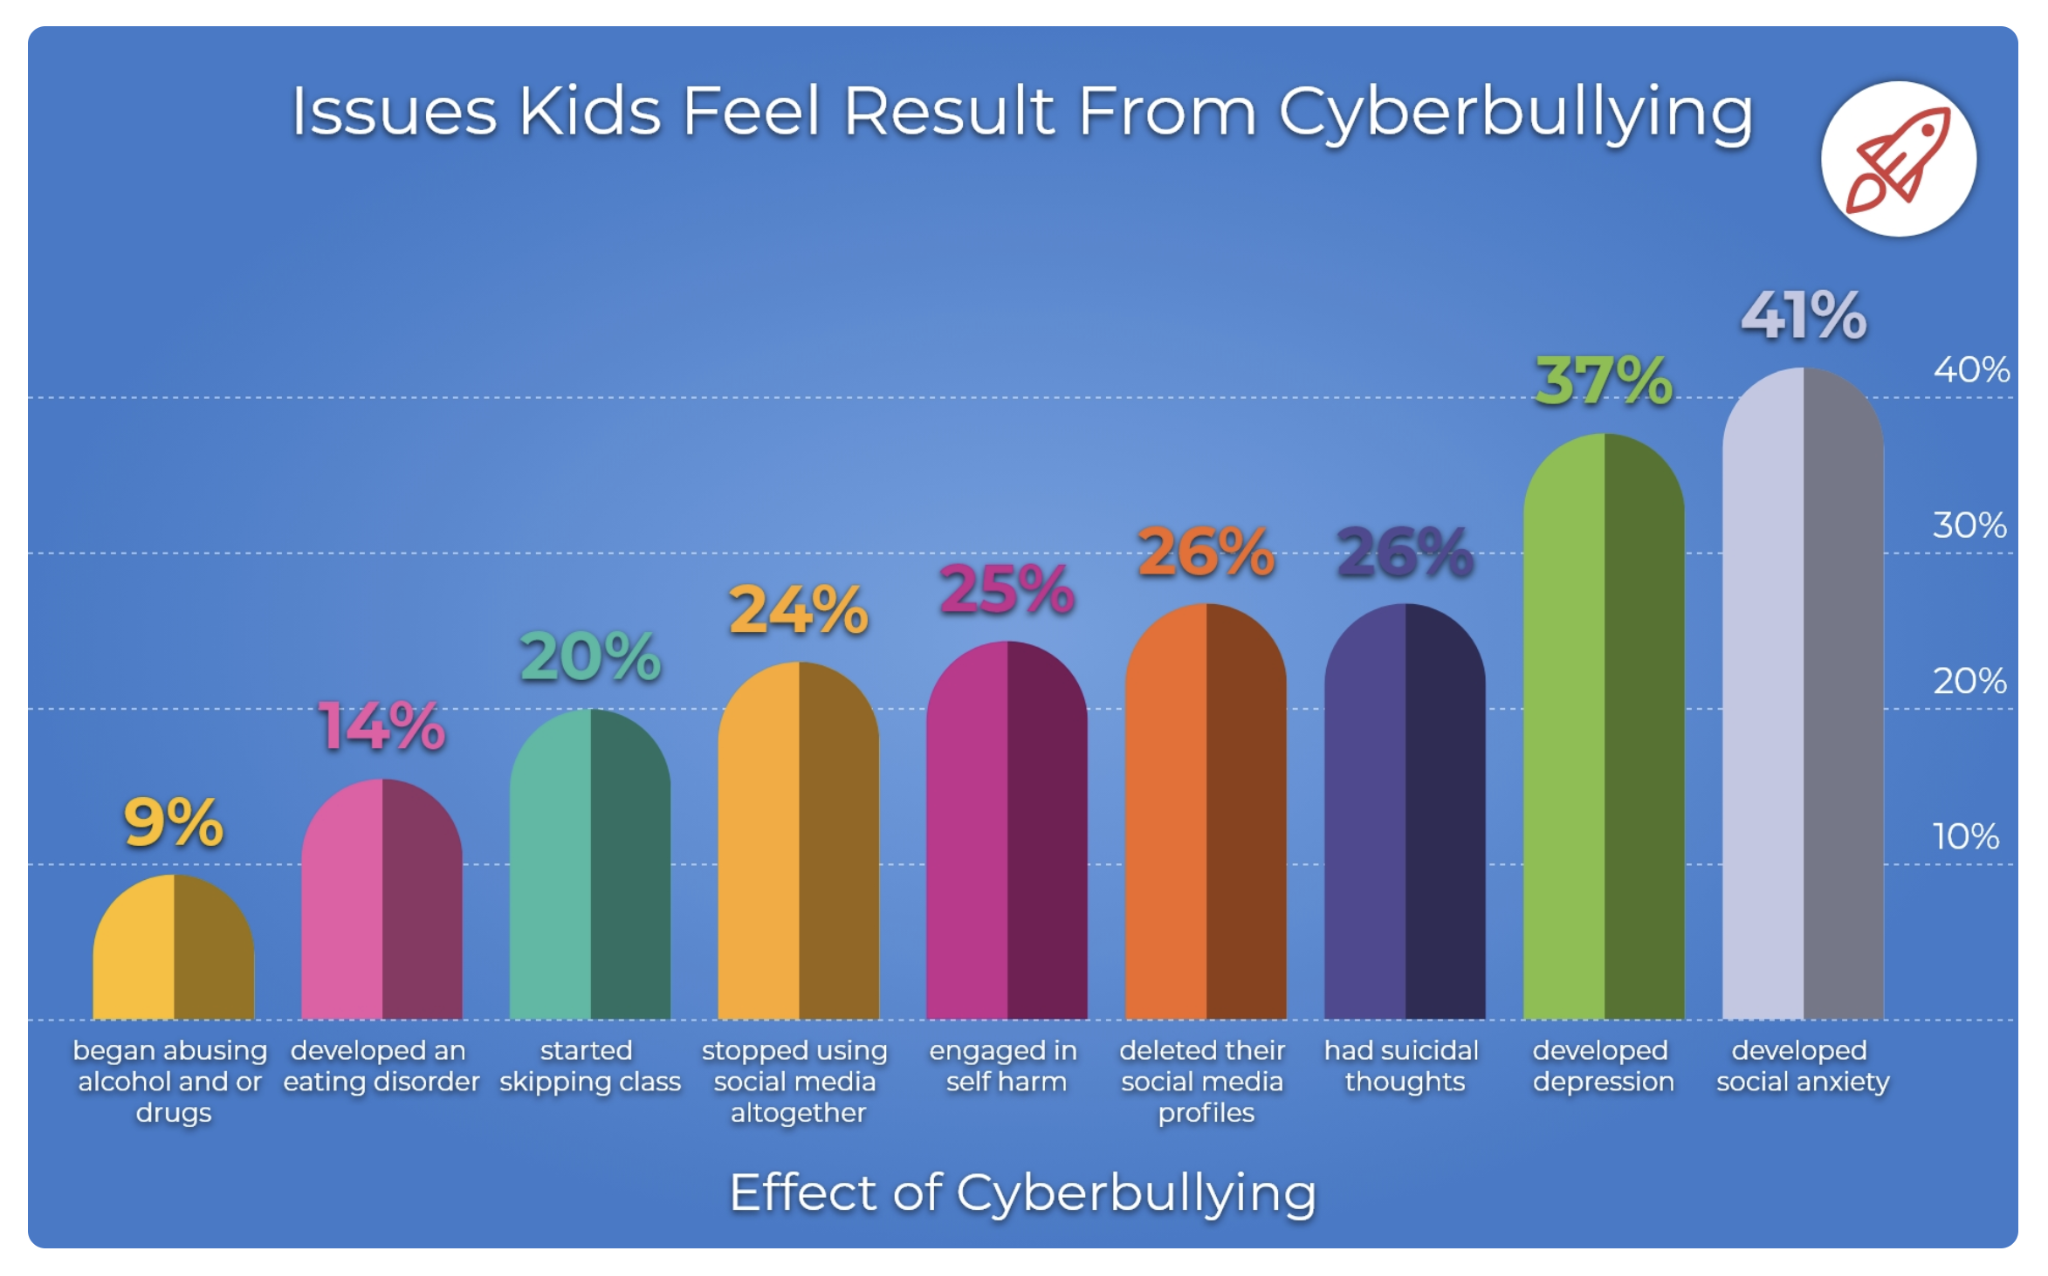 Issues Kids Feel Result From Cyberbullying
41%
37%
40%
26%
26%
30%
25%
24%
20%
20%
14%
9%
10%
began abusing
alcohol and or
drugs
developed an
eating disorder
started
skipping class
stopped using
social media
altogether
engaged in
self harm
deleted their
social media
profiles
had suicidal
thoughts
developed
depression
developed
social anxiety
Effect of Cyberbullying